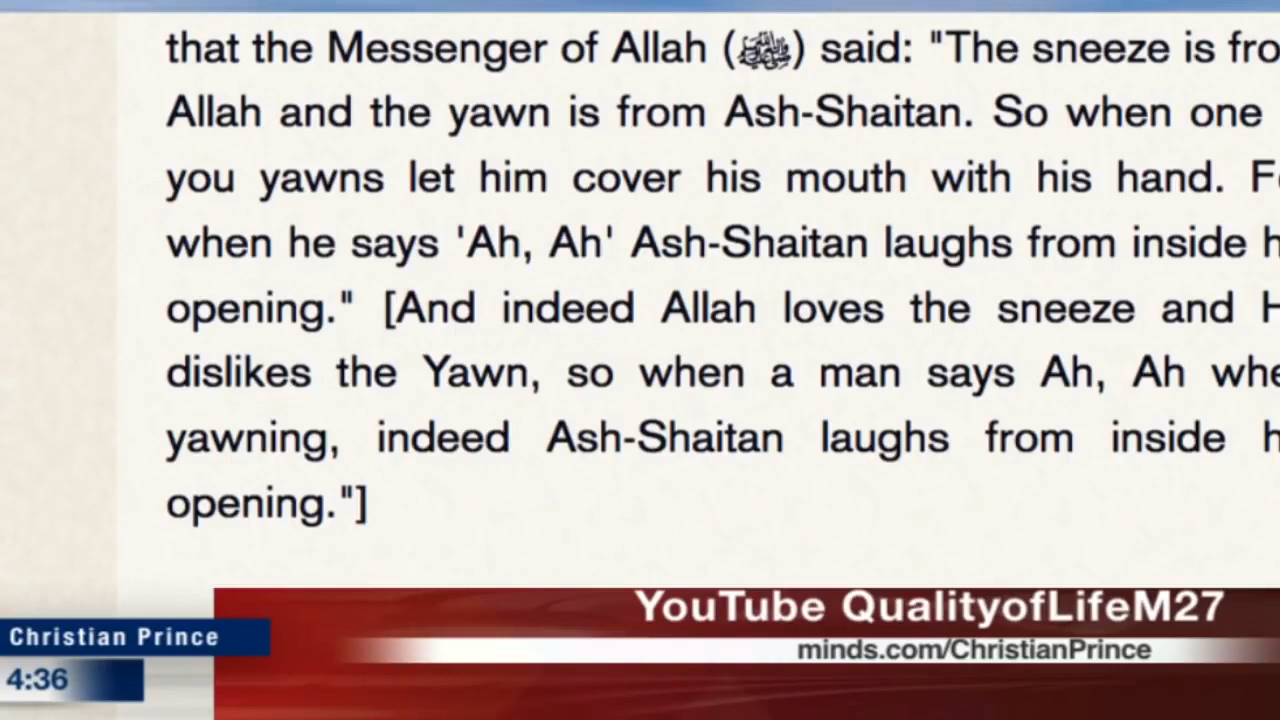 that the Messenger of Allah (ﷺ) said: "The sneeze is
Allah and the yawn is from Ash-Shaitan. So when one
you yawns let him cover his mouth with his hand.
when he says 'Ah, Ah' Ash-Shaitan laughs from inside
opening." [And indeed Allah loves the sneeze and
dislikes the Yawn, so when a man says Ah, Ah
yawning, indeed Ash-Shaitan laughs from inside
opening."]
YouTube QualityofLifeM27
Christian Prince
minds.com/ChristianPrince
4:36